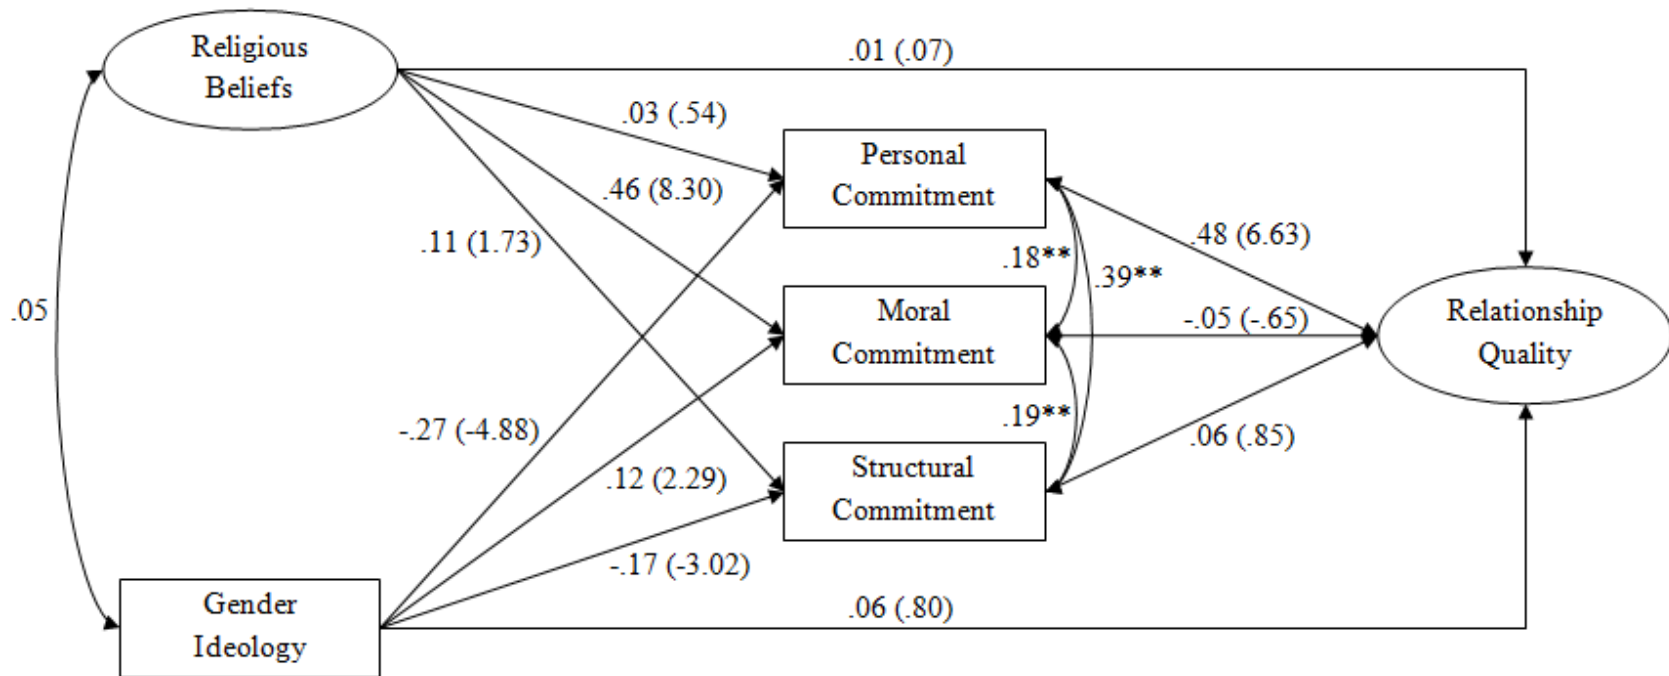 Religious
Beliefs
.01 (.07)
.03 (.54)
Personal
Commitment
.46 (8.30)
.11 (1.73)
.48 (6.63)
.18**
.39**
.05
Moral
Commitment
-.05 (-.65)
Relationship
Quality
-.27 (-4.88)
.19**
.06 (.85)
.12 (2.29)
Structural
Commitment
-.17 (-3.02)
Gender
Ideology
.06 (.80)